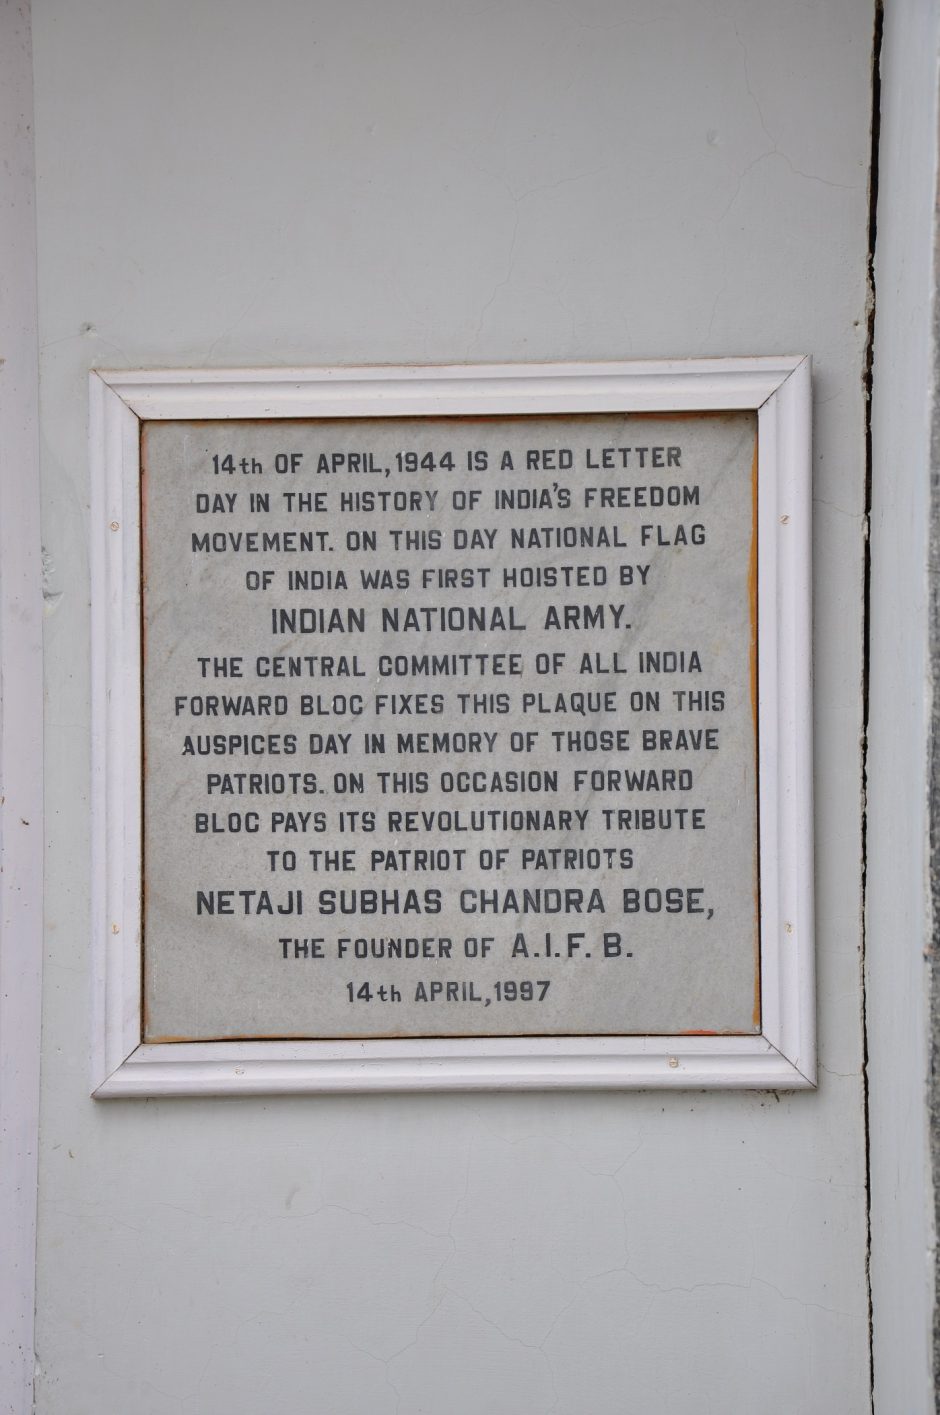 14th OF APRIL, 1944 IS A RED LETTER
DAY IN THE HISTORY OF INDIA'S FREEDOM
MOVEMENT. ON THIS DAY NATIONAL FLAG
OF INDIA WAS FIRST HOISTED BY
INDIAN NATIONAL ARMY.
THE CENTRAL COMMITTEE OF ALL INDIA
FORWARD BLOC FIXES THIS PLAQUE ON THIS
AUSPICES DAY IN MEMORY OF THOSE BRAVE
PATRIOTS. ON THIS OCCASION FORWARD
BLOC PAYS ITS REVOLUTIONARY TRIBUTE
TO THE PATRIOT OF PATRIOTS
NETAJI SUBHAS CHANDRA BOSE,
THE FOUNDER OF A.I.F.B.
14th APRIL, 1997